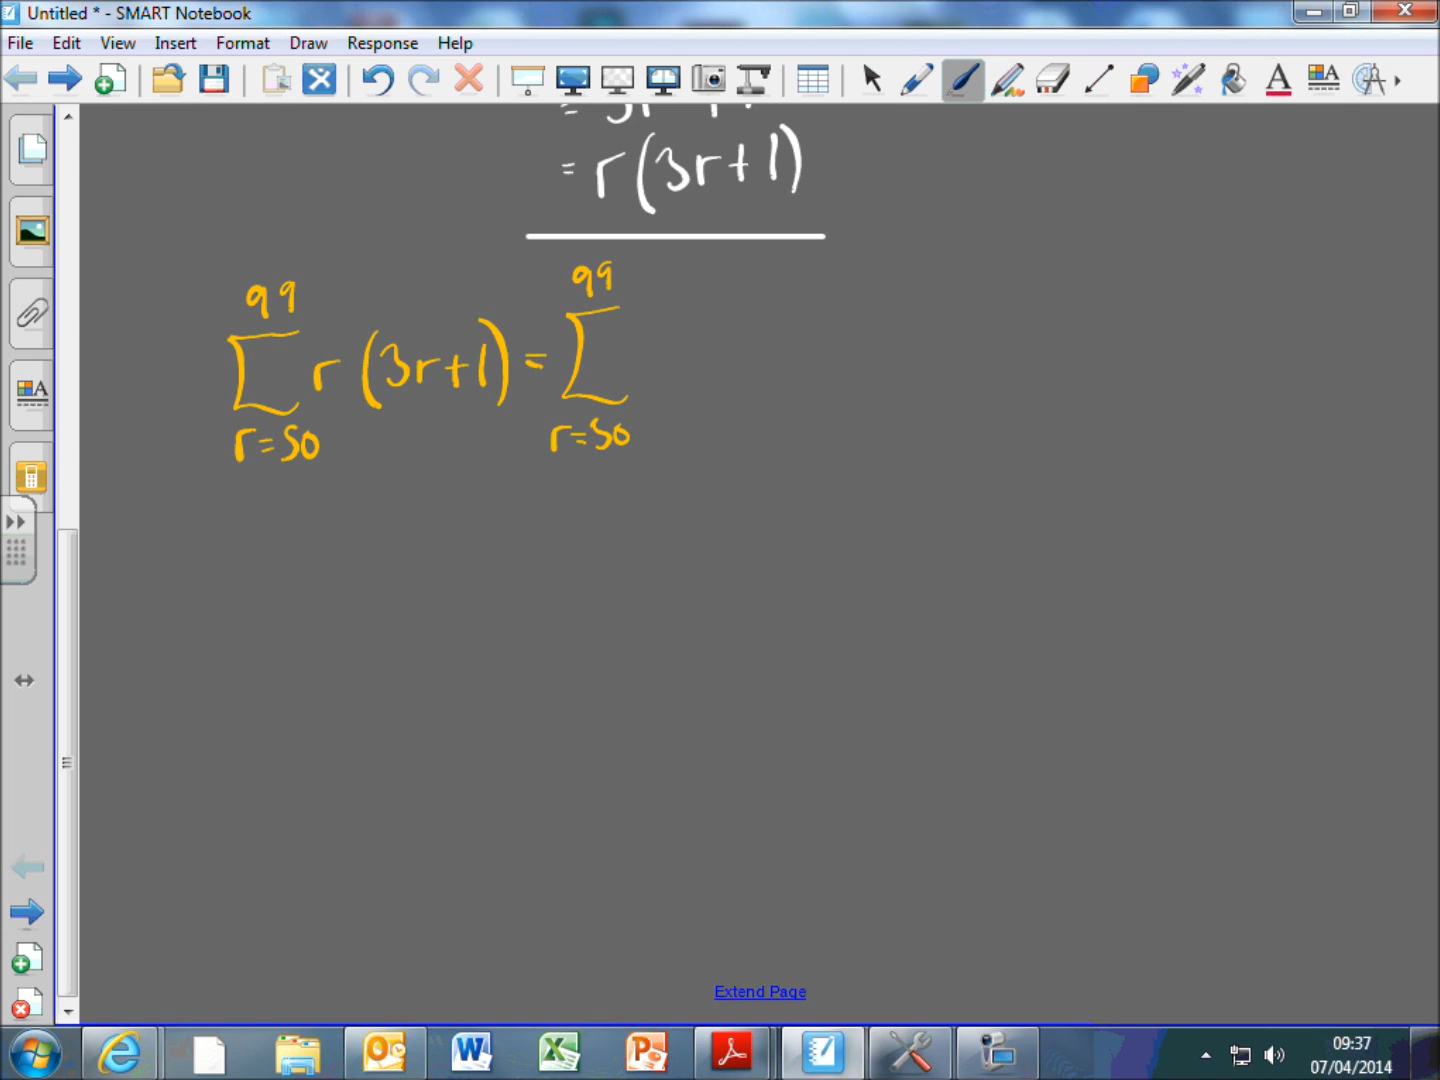 Untitled * - SMART Notebook
File Edit View Insert Format Draw Response Help
= r(3r+1)
99 99
∑ r(3r+1) = ∑
r=50 r=50
Extend Page
09:37
07/04/2014